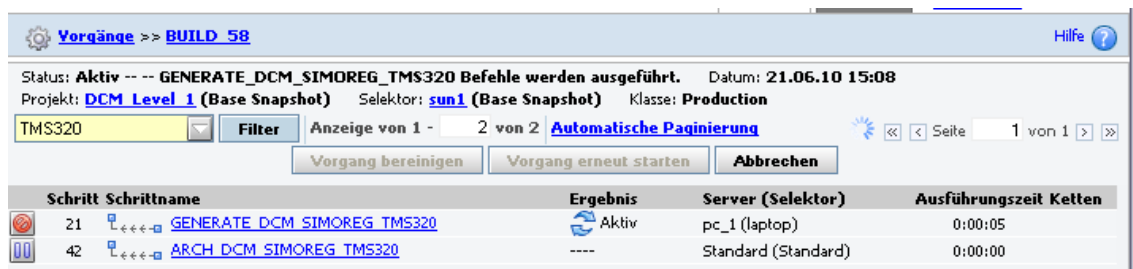 Vorgänge >> BUILD_58 Hilfe ?
Status: Aktiv -- -- GENERATE_DCM_SIMOREG_TMS320 Befehle werden ausgeführt. Datum: 21.06.10 15:08
Projekt: DCM_Level_1 (Base Snapshot) Selektor: sun1 (Base Snapshot) Klasse: Production
TMS320 Filter Anzeige von 1 - 2 von 2 Automatische Paginierung << < Seite 1 von 1 > >>
Vorgang bereinigen Vorgang erneut starten Abbrechen
Schritt Schrittname Ergebnis Server (Selektor) Ausführungszeit Ketten
21 GENERATE_DCM_SIMOREG_TMS320 Aktiv pc_1 (laptop) 0:00:05
42 ARCH_DCM_SIMOREG_TMS320 ---- Standard (Standard) 0:00:00